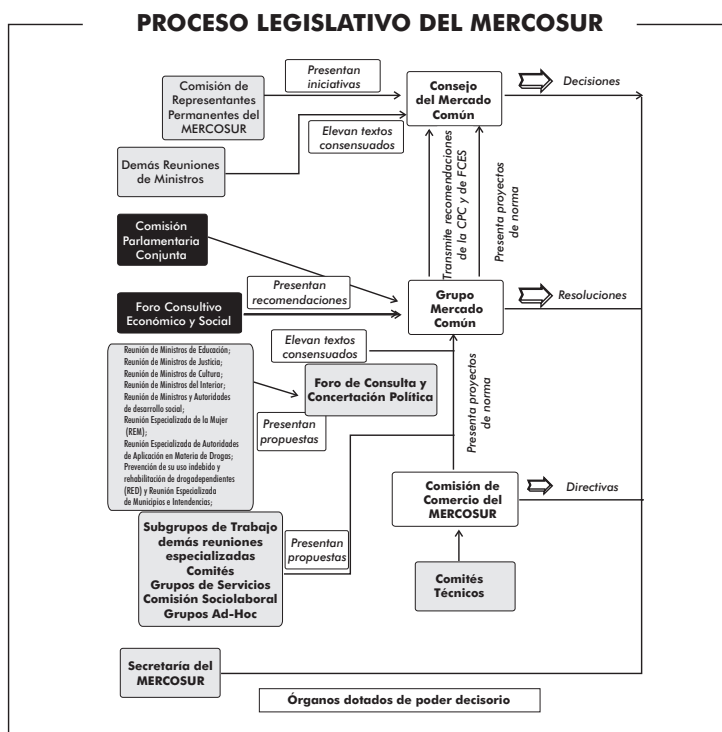 PROCESO LEGISLATIVO DEL MERCOSUR
Comisión de
Representantes
Permanentes del
MERCOSUR
Presentan
iniciativas
Consejo
del Mercado
Común
Decisiones
Elevan textos
consensuados
Demás Reuniones
de Ministros
Transmite recomendaciones
de la CPC y de FCES
Presenta proyectos
de norma
Comisión
Parlamentaria
Conjunta
Presentan
recomendaciones
Foro Consultivo
Económico y Social
Grupo
Mercado
Común
Resoluciones
Elevan textos
consensuados
Reunión de Ministros de Educación;
Reunión de Ministros de Justicia;
Reunión de Ministros de Cultura;
Reunión de Ministros del Interior;
Reunión de Ministros y Autoridades
de desarrollo social;
Reunión Especializada de la Mujer
(REM);
Reunión Especializada de Autoridades
de Aplicación en Materia de Drogas;
Prevención de su uso indebido y
rehabilitación de drogadependientes
(RED) y Reunión Especializada
de Municipios e Intendencias;
Foro de Consulta y
Concertación Política
Presentan
propuestas
Presenta proyectos
de norma
Comisión de
Comercio del
MERCOSUR
Directivas
Subgrupos de Trabajo
demás reuniones
especializadas
Comités
Grupos de Servicios
Comisión Sociolaboral
Grupos Ad-Hoc
Presentan
propuestas
Comités
Técnicos
Secretaría del
MERCOSUR
Órganos dotados de poder decisorio